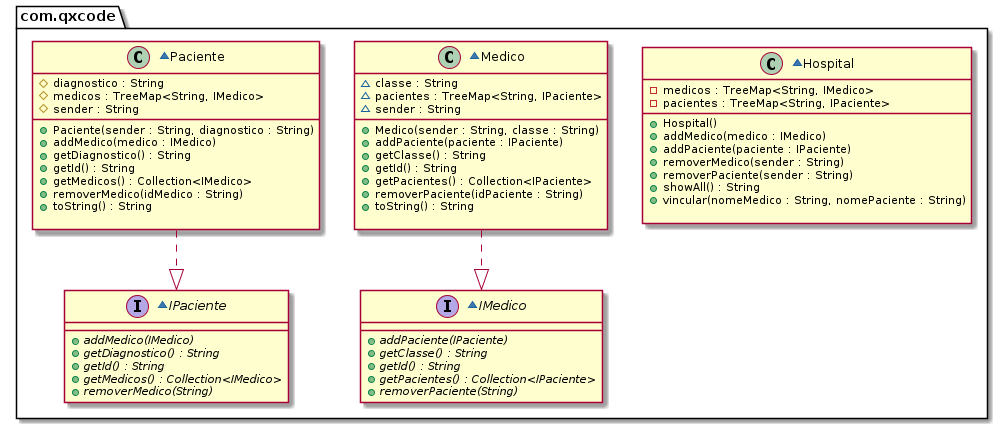 com.qxcode
C Paciente
diagnostico : String
medicos : TreeMap<String, IMedico>
sender : String
Paciente(sender : String, diagnostico : String)
addMedico(medico : IMedico)
getDiagnostico() : String
getId() : String
getMedicos() : Collection<IMedico>
removerMedico(idMedico : String)
toString() : String
C Medico
classe : String
pacientes : TreeMap<String, IPaciente>
sender : String
Medico(sender : String, classe : String)
addPaciente(paciente : IPaciente)
getClasse() : String
getId() : String
getPacientes() : Collection<IPaciente>
removerPaciente(idPaciente : String)
toString() : String
C Hospital
medicos : TreeMap<String, IMedico>
pacientes : TreeMap<String, IPaciente>
Hospital()
addMedico(medico : IMedico)
addPaciente(paciente : IPaciente)
removerMedico(sender : String)
removerPaciente(sender : String)
showAll() : String
vincular(nomeMedico : String, nomePaciente : String)
I IPaciente
addMedico(IMedico)
getDiagnostico() : String
getId() : String
getMedicos() : Collection<IMedico>
removerMedico(String)
I IMedico
addPaciente(IPaciente)
getClasse() : String
getId() : String
getPacientes() : Collection<IPaciente>
removerPaciente(String)